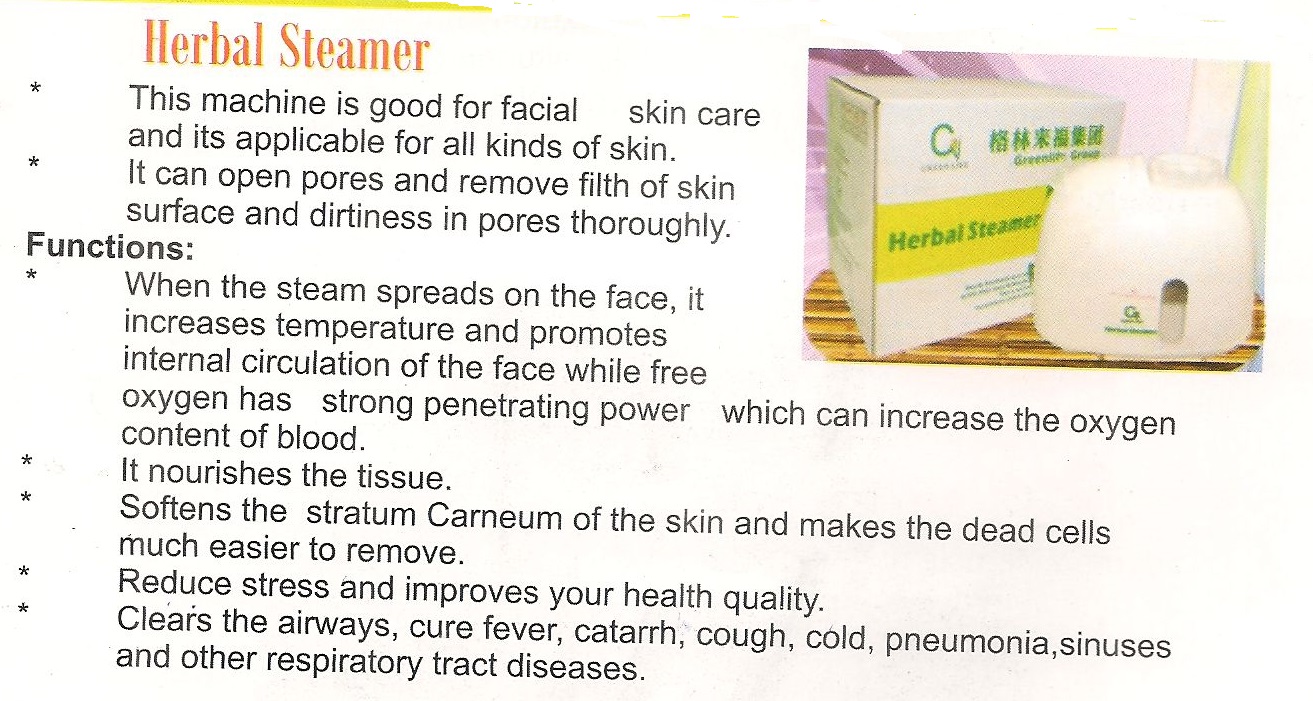 Herbal Steamer
* This machine is good for facial skin care
and its applicable for all kinds of skin.
* It can open pores and remove filth of skin
surface and dirtiness in pores thoroughly.
Functions:
* When the steam spreads on the face, it
increases temperature and promotes
internal circulation of the face while free
oxygen has strong penetrating power which can increase the oxygen
content of blood.
* It nourishes the tissue.
* Softens the stratum Carneum of the skin and makes the dead cells
much easier to remove.
* Reduce stress and improves your health quality.
* Clears the airways, cure fever, catarrh, cough, cold, pneumonia,sinuses
and other respiratory tract diseases.
格林来福集团
Greenlife Group
Herbal Steamer